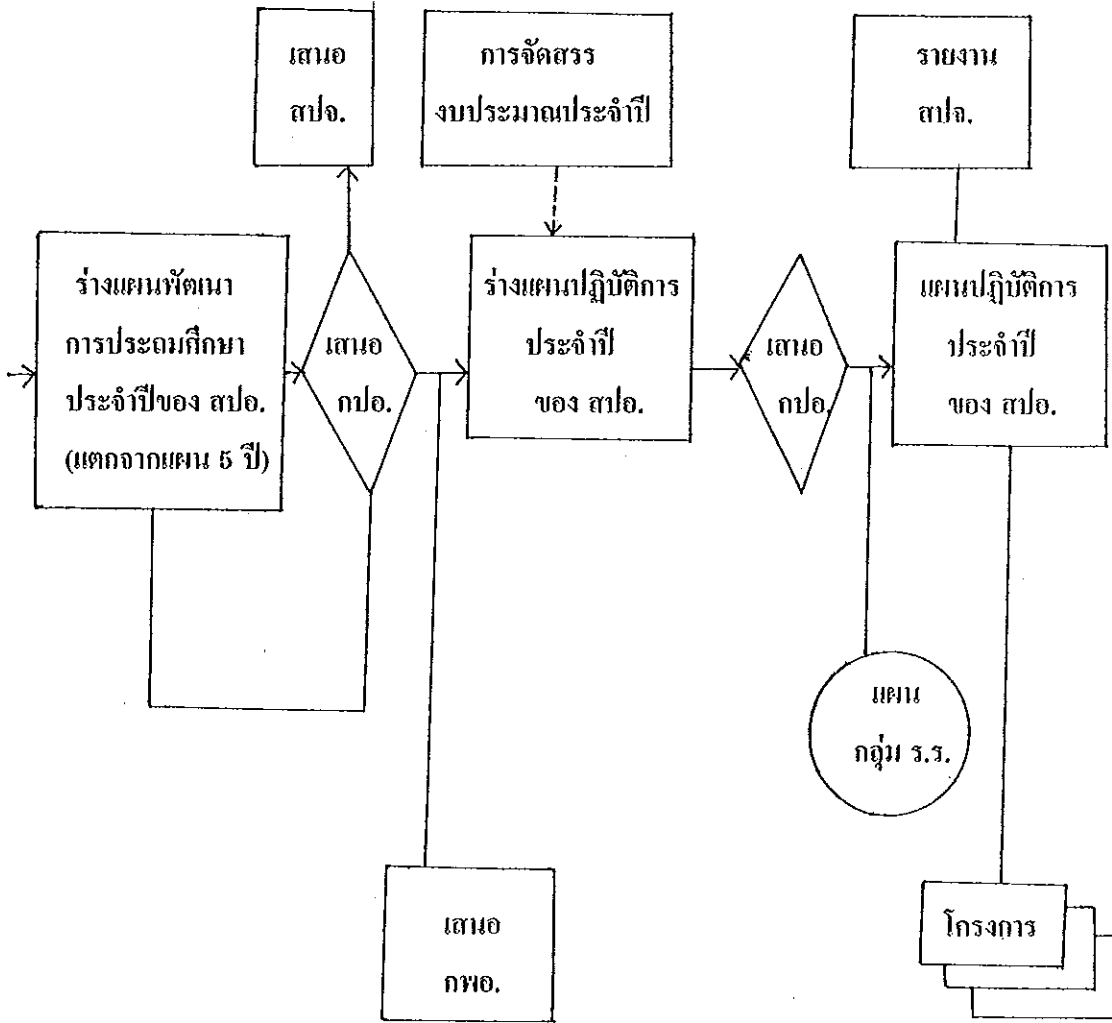 เสนอ
สปจ.
การจัดสรร
งบประมาณประจำปี
รายงาน
สปจ.
ร่างแผนพัฒนา
การประถมศึกษา
ประจำปีของ สปอ.
(แตกจากแผน 5 ปี)
เสนอ
กปอ.
ร่างแผนปฏิบัติการ
ประจำปี
ของ สปอ.
เสนอ
กปอ.
แผนปฏิบัติการ
ประจำปี
ของ สปอ.
แผน
กลุ่ม ร.ร.
เสนอ
กพอ.
โครงการ